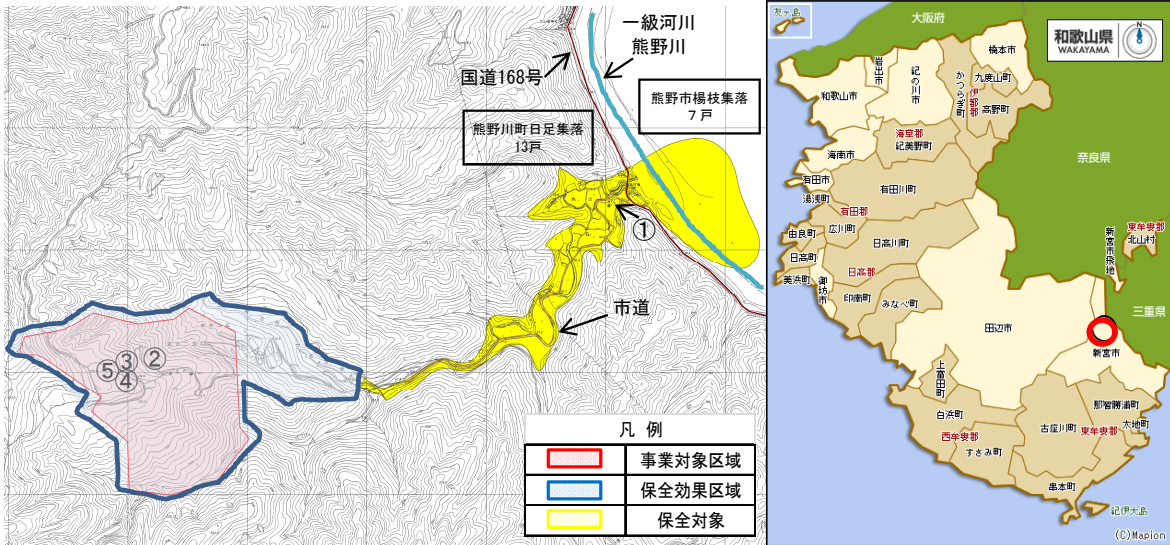 一級河川
熊野川
国道168号
熊野市楊枝集落
7戸
熊野川町日足集落
13戸
①
市道
⑤
③
②
④
凡例
事業対象区域
保全効果区域
保全対象
友ヶ島
大阪府
和歌山県
WAKAYAMA
橋本市
岩出市
紀の川市
かつらぎ町
九度山町
伊都郡
高野町
和歌山市
海草郡
紀美野町
海南市
奈良県
有田市
有田川町
湯浅町
有田郡
広川町
由良町
日高川町
日高町
日高郡
美浜町
御坊市
印南町
みなべ町
新宮市飛地
東牟婁郡
北山村
三重県
田辺市
新宮市
上富田町
白浜町
西牟婁郡
すさみ町
古座川町
東牟婁郡
那智勝浦町
太地町
串本町
紀伊大島
(C)Mapion